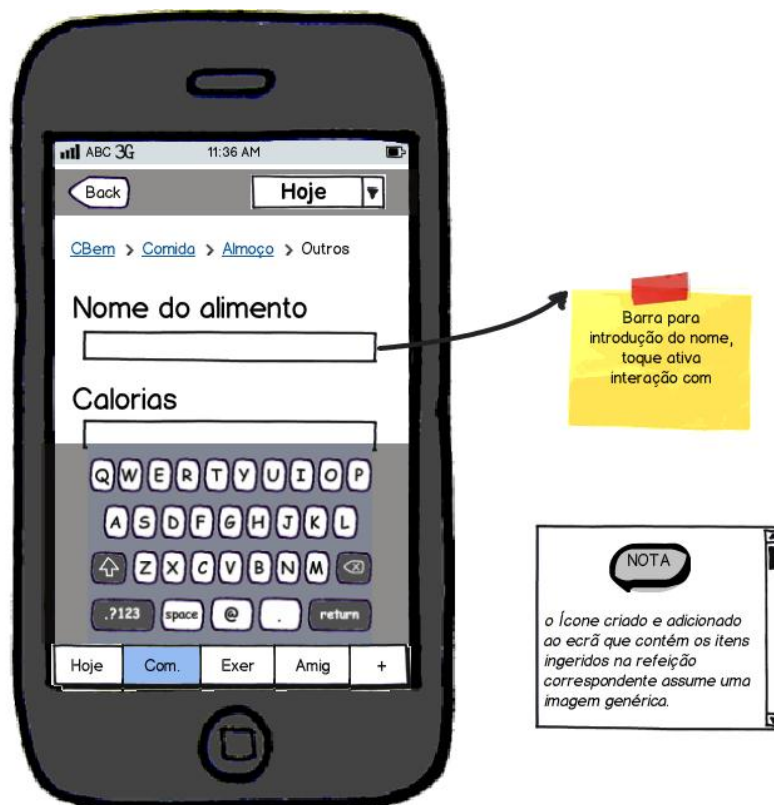 ABC 3G 11:36 AM
Back Hoje
CBem > Comida > Almoço > Outros
Nome do alimento
Calorias
Q W E R T Y U I O P
A S D F G H J K L
Z X C V B N M
.?123 space @ . return
Hoje Com. Exer Amig +
Barra para
introdução do nome,
toque ativa
interação com
NOTA
o Ícone criado e adicionado
ao ecrã que contém os itens
ingeridos na refeição
correspondente assume uma
imagem genérica.